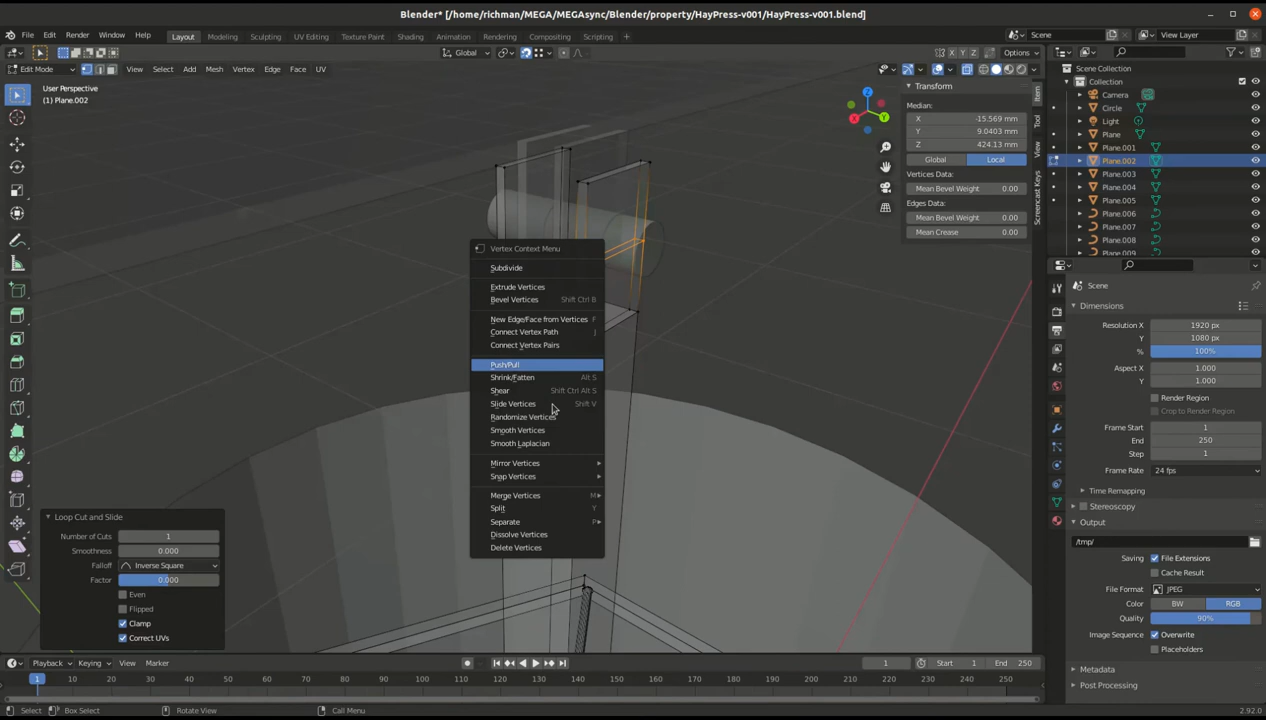 Blender* [/home/richman/MEGA/MEGAsync/Blender/property/HayPress-v001/HayPress-v001.blend]
File Edit Render Window Help Layout Modeling Sculpting UV Editing Texture Paint Shading Animation Rendering Compositing Scripting + Scene View Layer
Global Options
Edit Mode View Select Add Mesh Vertex Edge Face UV
User Perspective
(1) Plane.002
X
Y
Z
Transform
Median:
X -15.569 mm
Y 9.0403 mm
Z 424.13 mm
Global Local
Vertices Data:
Mean Bevel Weight 0.00
Edges Data:
Mean Bevel Weight 0.00
Mean Crease 0.00
Item
Tool
View
Screencast Keys
Scene Collection
Collection
Camera
Circle
Light
Plane
Plane.001
Plane.002
Plane.003
Plane.004
Plane.005
Plane.006
Plane.007
Plane.008
Plane.009
Vertex Context Menu
Subdivide
Extrude Vertices
Bevel Vertices Shift Ctrl B
New Edge/Face from Vertices F
Connect Vertex Path J
Connect Vertex Pairs
Push/Pull
Shrink/Fatten Alt S
Shear Shift Ctrl Alt S
Slide Vertices Shift V
Randomize Vertices
Smooth Vertices
Smooth Laplacian
Mirror Vertices
Snap Vertices
Merge Vertices M
Split Y
Separate P
Dissolve Vertices
Delete Vertices
Loop Cut and Slide
Number of Cuts 1
Smoothness 0.000
Falloff Inverse Square
Factor 0.000
Even
Flipped
Clamp
Correct UVs
Scene
Dimensions
Resolution X 1920 px
Y 1080 px
% 100%
Aspect X 1.000
Y 1.000
Render Region
Crop to Render Region
Frame Start 1
End 250
Step 1
Frame Rate 24 fps
Time Remapping
Stereoscopy
Output
/tmp/
Saving File Extensions
Cache Result
File Format JPEG
Color BW RGB
Quality 90%
Image Sequence Overwrite
Placeholders
Metadata
Post Processing
Playback Keying View Marker 1 Start 1 End 250
1 10 20 30 40 50 60 70 80 90 100 110 120 130 140 150 160 170 180 190 200 210 220 230 240 250
Select Box Select Rotate View Call Menu 2.92.0